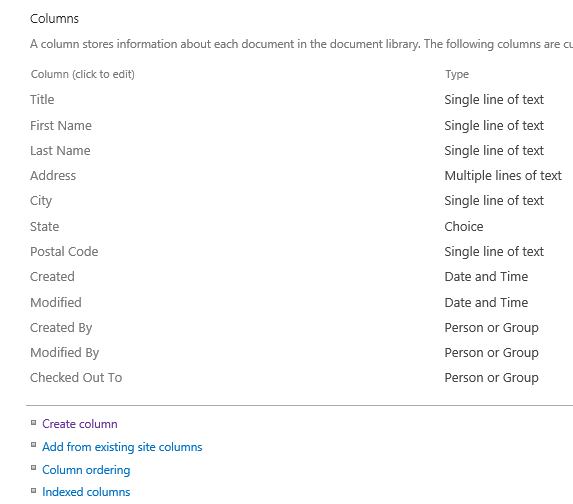 Columns
A column stores information about each document in the document library. The following columns are
Column (click to edit) Type
Title Single line of text
First Name Single line of text
Last Name Single line of text
Address Multiple lines of text
City Single line of text
State Choice
Postal Code Single line of text
Created Date and Time
Modified Date and Time
Created By Person or Group
Modified By Person or Group
Checked Out To Person or Group
Create column
Add from existing site columns
Column ordering
Indexed columns